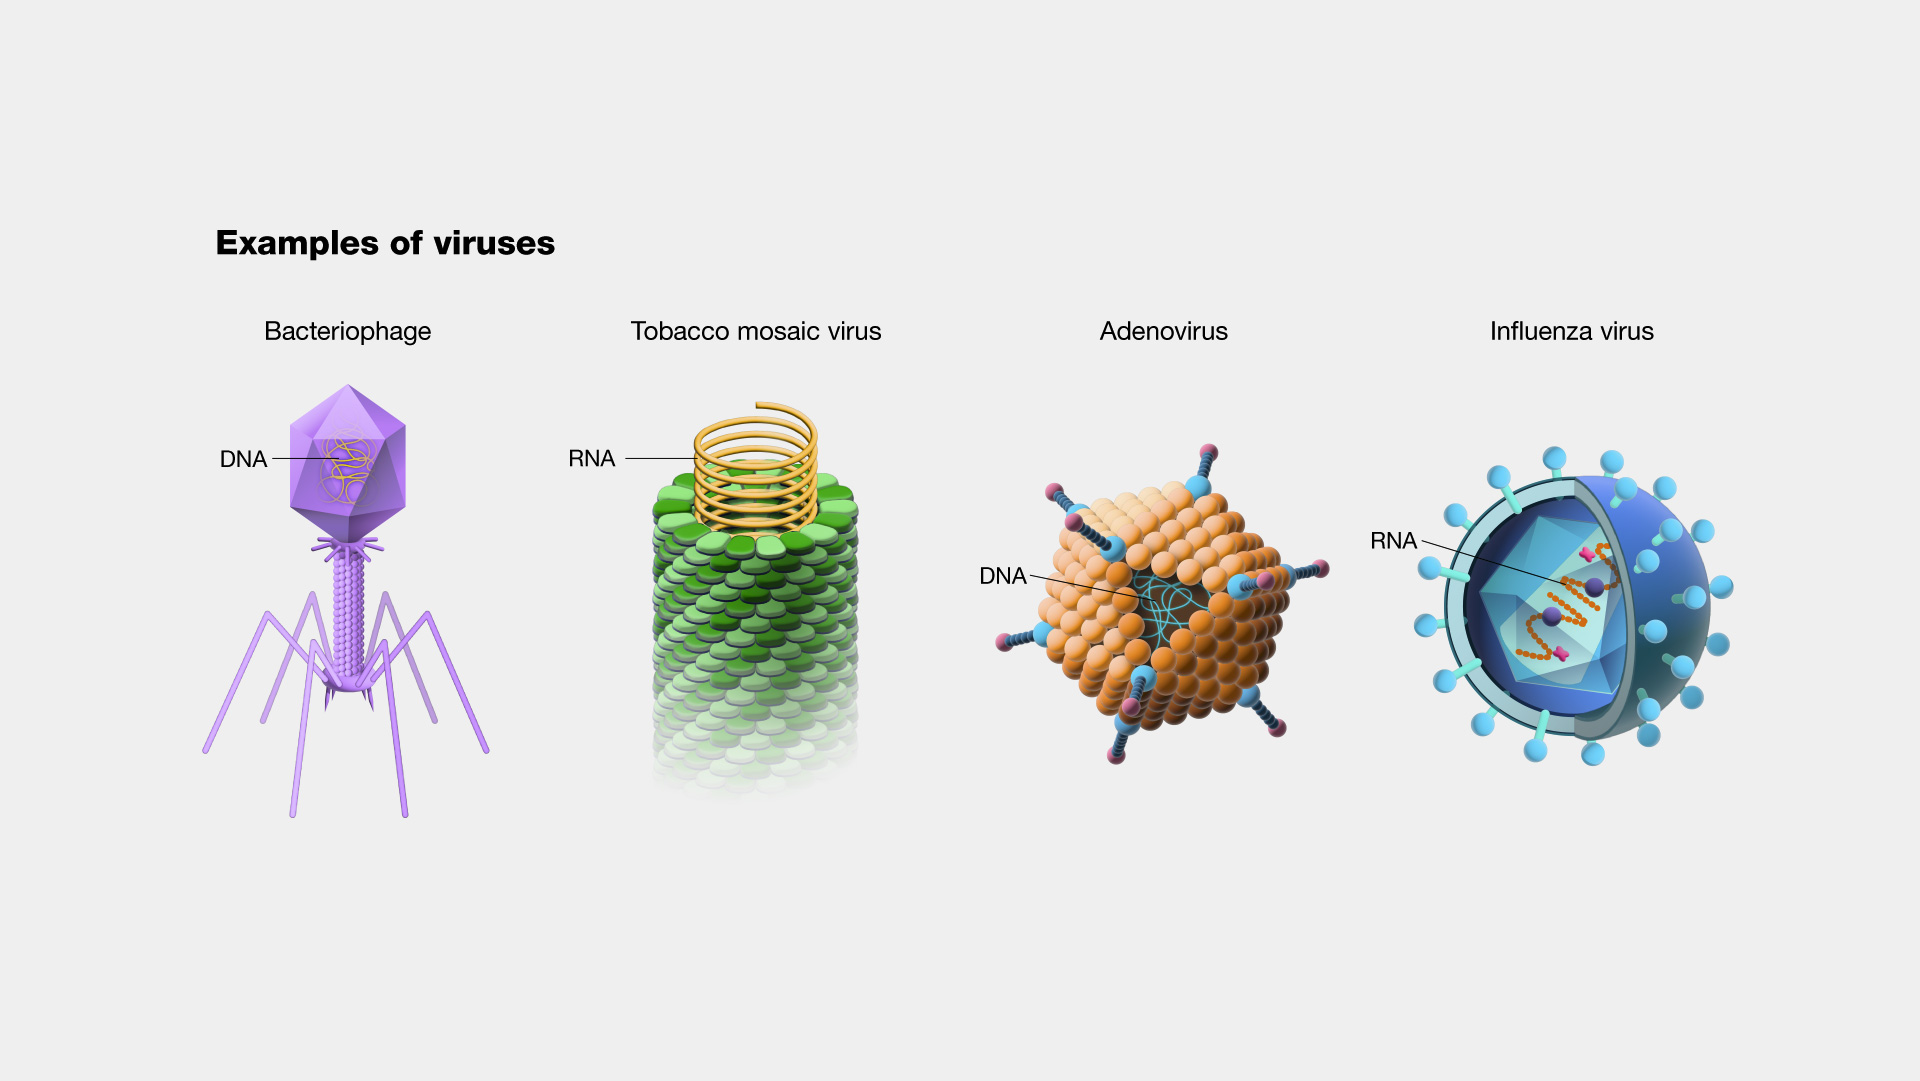 Examples of viruses
Bacteriophage
Tobacco mosaic virus
Adenovirus
Influenza virus
DNA
RNA
DNA
RNA